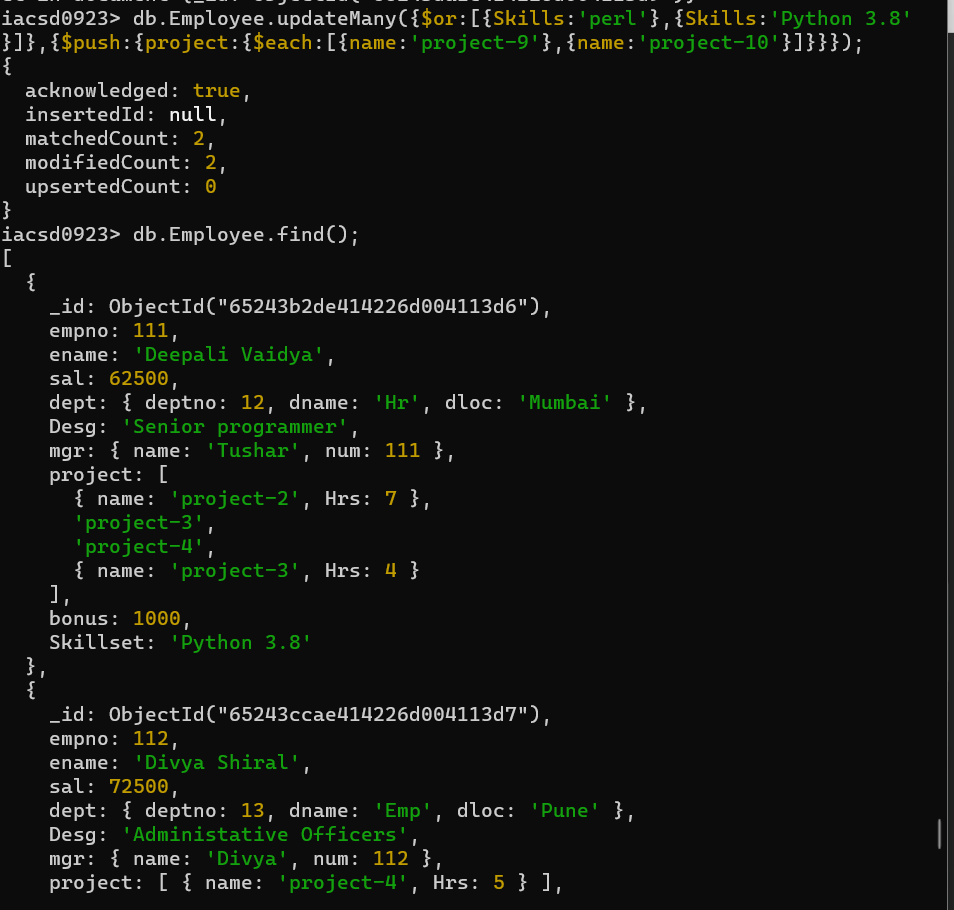 iacsd0923> db.Employee.updateMany({$or:[{Skills:'perl'},{Skills:'Python 3.8'
}]},{$push:{project:{$each:[{name:'project-9'},{name:'project-10'}]}}});
{
  acknowledged: true,
  insertedId: null,
  matchedCount: 2,
  modifiedCount: 2,
  upsertedCount: 0
}
iacsd0923> db.Employee.find();
[
  {
    _id: ObjectId("65243b2de414226d004113d6"),
    empno: 111,
    ename: 'Deepali Vaidya',
    sal: 62500,
    dept: { deptno: 12, dname: 'Hr', dloc: 'Mumbai' },
    Desg: 'Senior programmer',
    mgr: { name: 'Tushar', num: 111 },
    project: [
      { name: 'project-2', Hrs: 7 },
      'project-3',
      'project-4',
      { name: 'project-3', Hrs: 4 }
    ],
    bonus: 1000,
    Skillset: 'Python 3.8'
  },
  {
    _id: ObjectId("65243ccae414226d004113d7"),
    empno: 112,
    ename: 'Divya Shiral',
    sal: 72500,
    dept: { deptno: 13, dname: 'Emp', dloc: 'Pune' },
    Desg: 'Administative Officers',
    mgr: { name: 'Divya', num: 112 },
    project: [ { name: 'project-4', Hrs: 5 } ],